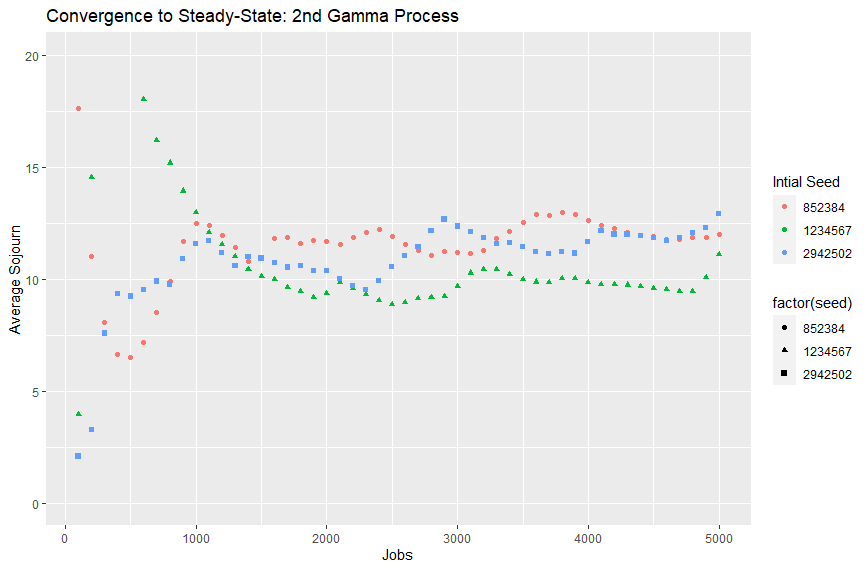 Convergence to Steady-State: 2nd Gamma Process
20
15
10
5
0
Average Sojourn
0 1000 2000 3000 4000 5000
Jobs
Intial Seed
852384
1234567
2942502
factor(seed)
852384
1234567
2942502